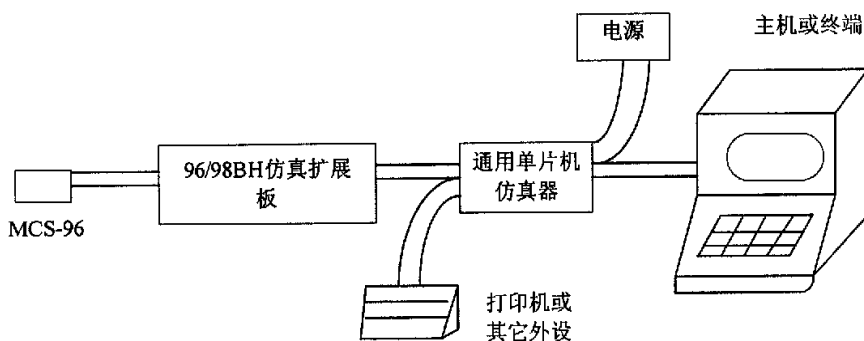 电源
主机或终端
96/98BH仿真扩展
板
通用单片机
仿真器
MCS-96
打印机或
其它外设